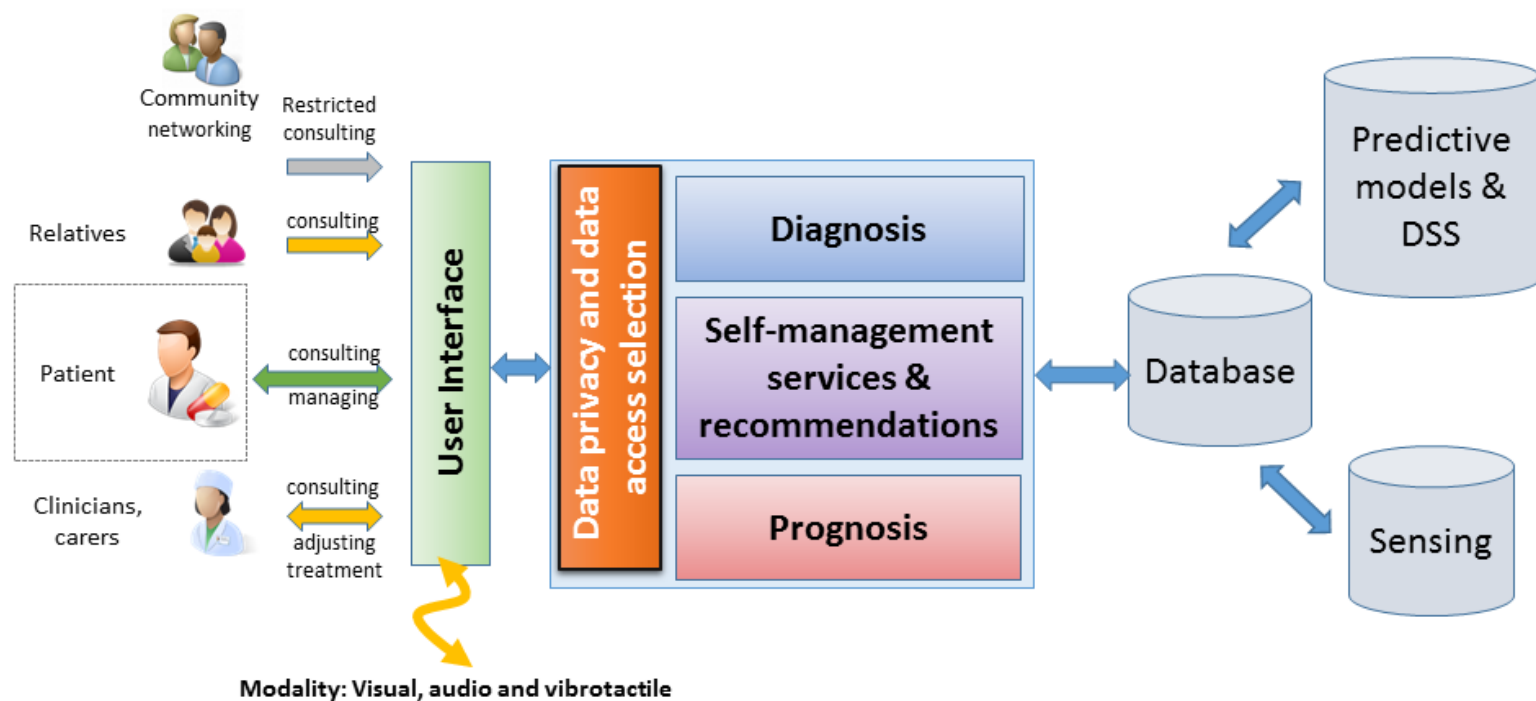 Community
networking
Restricted
consulting
Relatives
consulting
Patient
consulting
managing
Clinicians,
carers
consulting
adjusting
treatment
User Interface
Modality: Visual, audio and vibrotactile
Data privacy and data
access selection
Diagnosis
Self-management
services &
recommendations
Prognosis
Database
Predictive
models &
DSS
Sensing